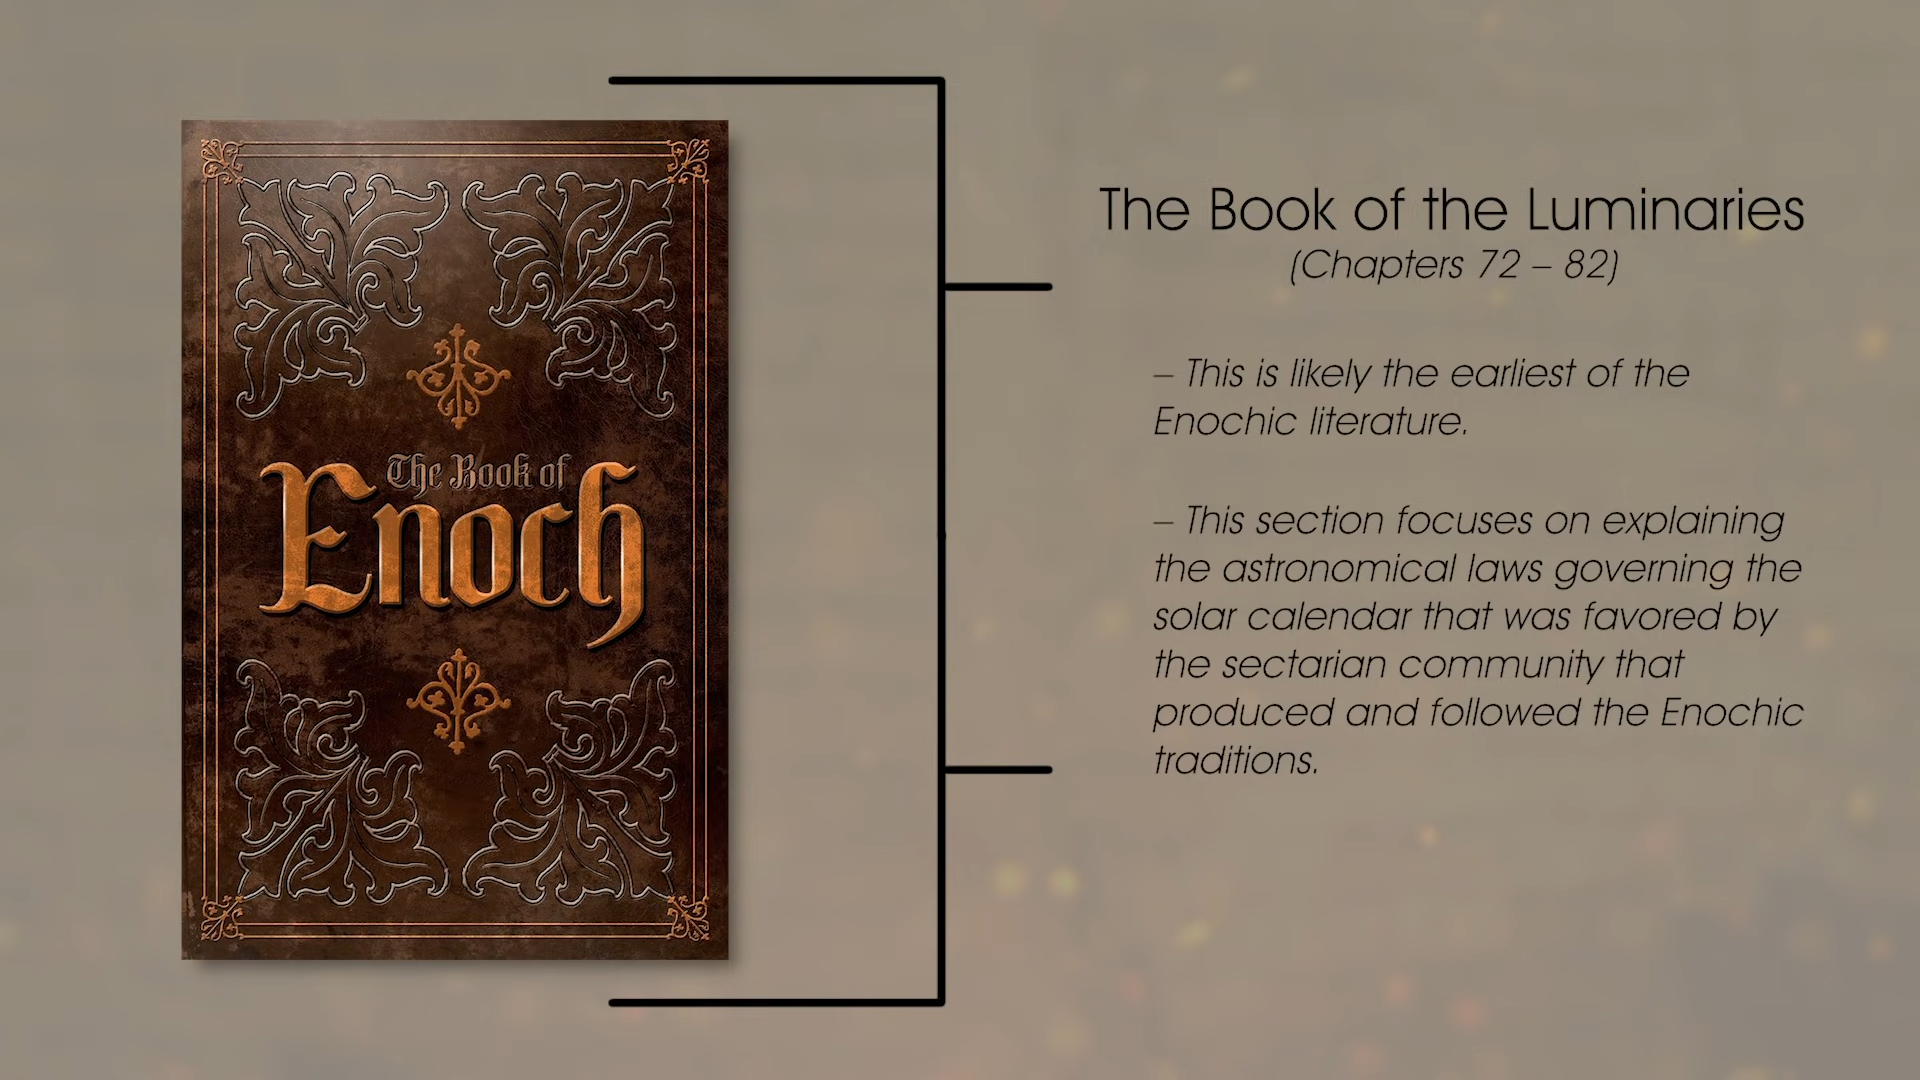 The Book of
Enoch
The Book of the Luminaries
(Chapters 72 – 82)
– This is likely the earliest of the
Enochic literature.
– This section focuses on explaining
the astronomical laws governing the
solar calendar that was favored by
the sectarian community that
produced and followed the Enochic
traditions.